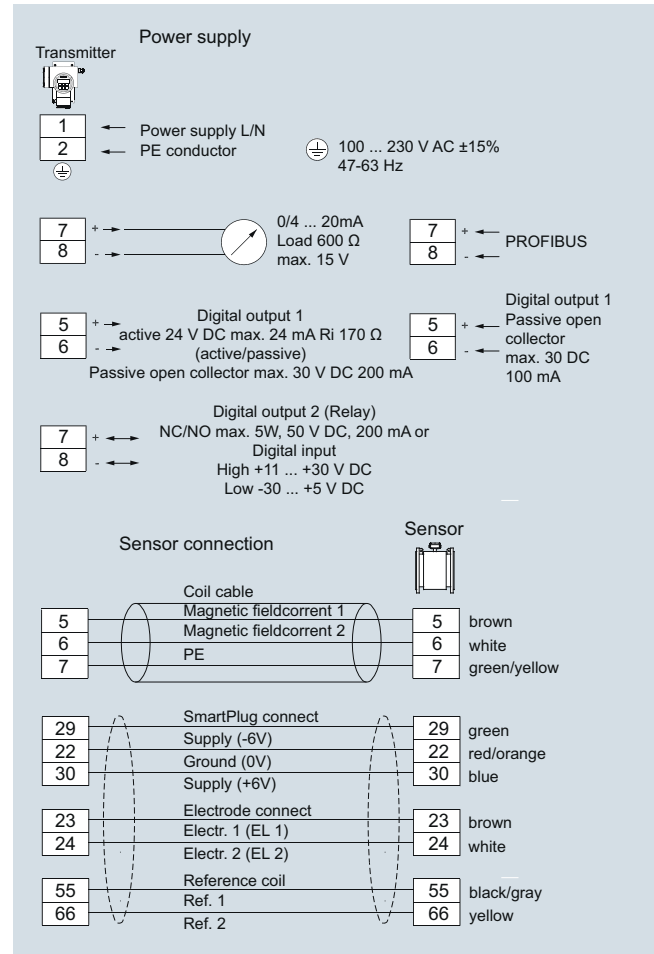 Power supply
Transmitter
1
Power supply L/N
2
PE conductor
100 ... 230 V AC ±15%
47-63 Hz
7 +
8 -
0/4 ... 20mA
Load 600 Ω
max. 15 V
7 +
8 -
PROFIBUS
5 +
6 -
Digital output 1
active 24 V DC max. 24 mA Ri 170 Ω
(active/passive)
Passive open collector max. 30 V DC 200 mA
5 +
6 -
Digital output 1
Passive open
collector
max. 30 DC
100 mA
7 +
8 -
Digital output 2 (Relay)
NC/NO max. 5W, 50 V DC, 200 mA or
Digital input
High +11 ... +30 V DC
Low -30 ... +5 V DC
Sensor connection
Sensor
Coil cable
5 Magnetic fieldcorrent 1 5 brown
6 Magnetic fieldcorrent 2 6 white
7 PE 7 green/yellow
SmartPlug connect
29 Supply (-6V) 29 green
22 Ground (0V) 22 red/orange
30 Supply (+6V) 30 blue
Electrode connect
23 Electr. 1 (EL 1) 23 brown
24 Electr. 2 (EL 2) 24 white
Reference coil
55 Ref. 1 55 black/gray
66 Ref. 2 66 yellow